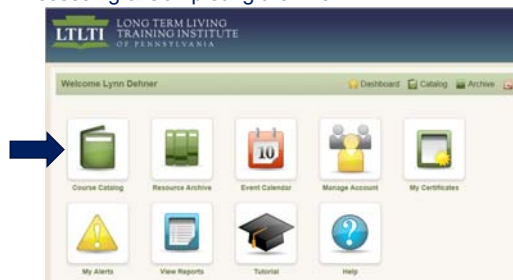 LTLTI
LONG TERM LIVING
TRAINING INSTITUTE
OF PENNSYLVANIA
Welcome Lynn Dehner
Dashboard Catalog Archive
Course Catalog Resource Archive Event Calendar Manage Account My Certificates
10
My Alerts View Reports Tutorial Help